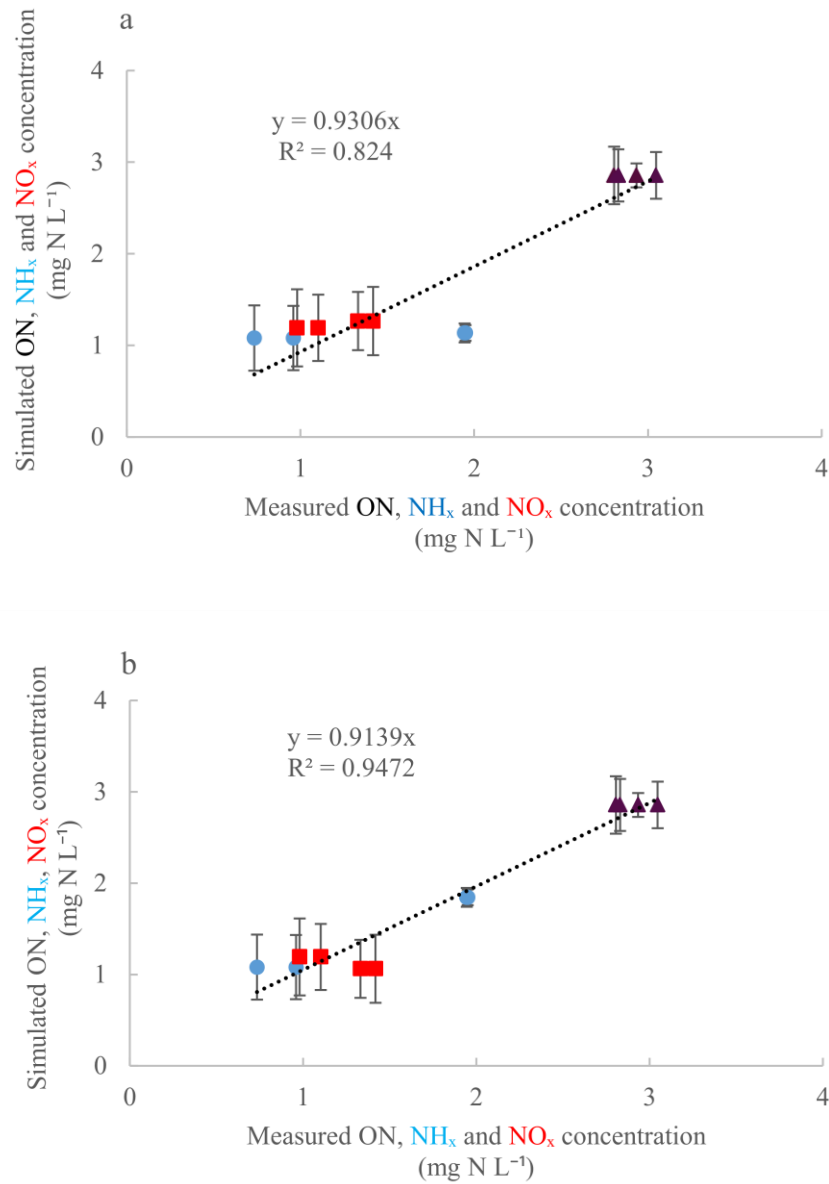 a
4
3
2
1
0
y = 0.9306x
R² = 0.824
Simulated ON, NHₓ and NOₓ concentration
(mg N L⁻¹)
0 1 2 3 4
Measured ON, NHₓ and NOₓ concentration
(mg N L⁻¹)
b
4
3
2
1
0
y = 0.9139x
R² = 0.9472
Simulated ON, NHₓ, NOₓ concentration
(mg N L⁻¹)
0 1 2 3 4
Measured ON, NHₓ and NOₓ concentration
(mg N L⁻¹)